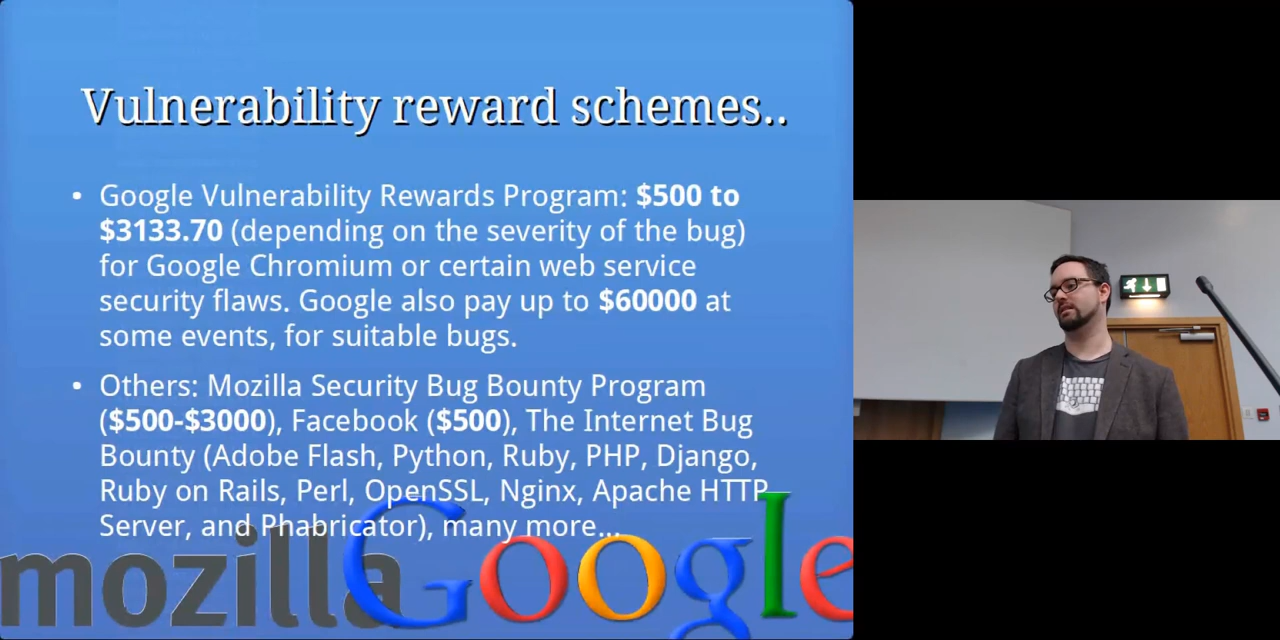 Vulnerability reward schemes..
• Google Vulnerability Rewards Program: $500 to
$3133.70 (depending on the severity of the bug)
for Google Chromium or certain web service
security flaws. Google also pay up to $60000 at
some events, for suitable bugs.
• Others: Mozilla Security Bug Bounty Program
($500-$3000), Facebook ($500), The Internet Bug
Bounty (Adobe Flash, Python, Ruby, PHP, Django,
Ruby on Rails, Perl, OpenSSL, Nginx, Apache HTTP
Server, and Phabricator), many more...
mozilla Google